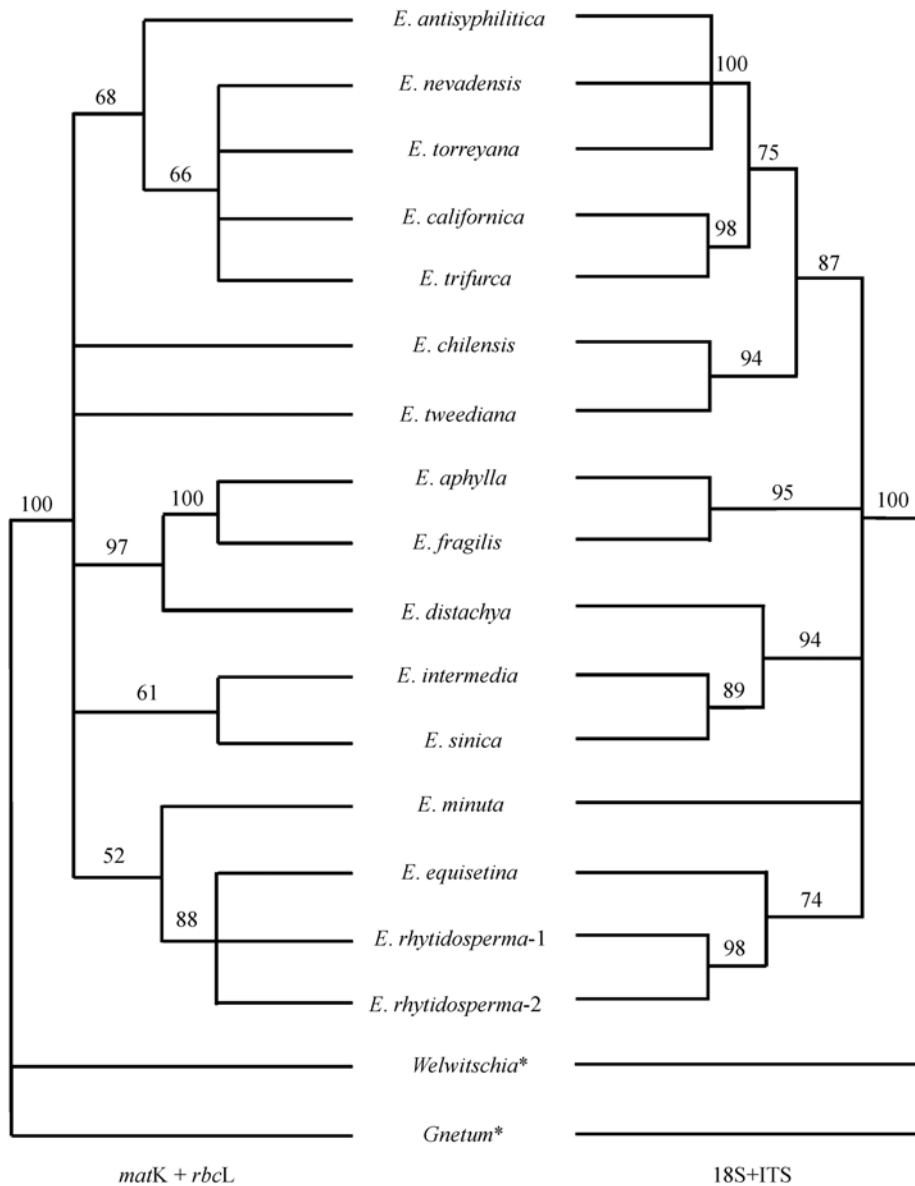 E. antisyphilitica
100
E. nevadensis
68
75
E. torreyana
66
E. californica
98
87
E. trifurca
E. chilensis
94
E. tweediana
100
E. aphylla
95
100
100
97
E. fragilis
E. distachya
94
61
E. intermedia
89
E. sinica
E. minuta
52
E. equisetina
74
88
E. rhytidosperma-1
98
E. rhytidosperma-2
Welwitschia*
Gnetum*
matK + rbcL
18S+ITS